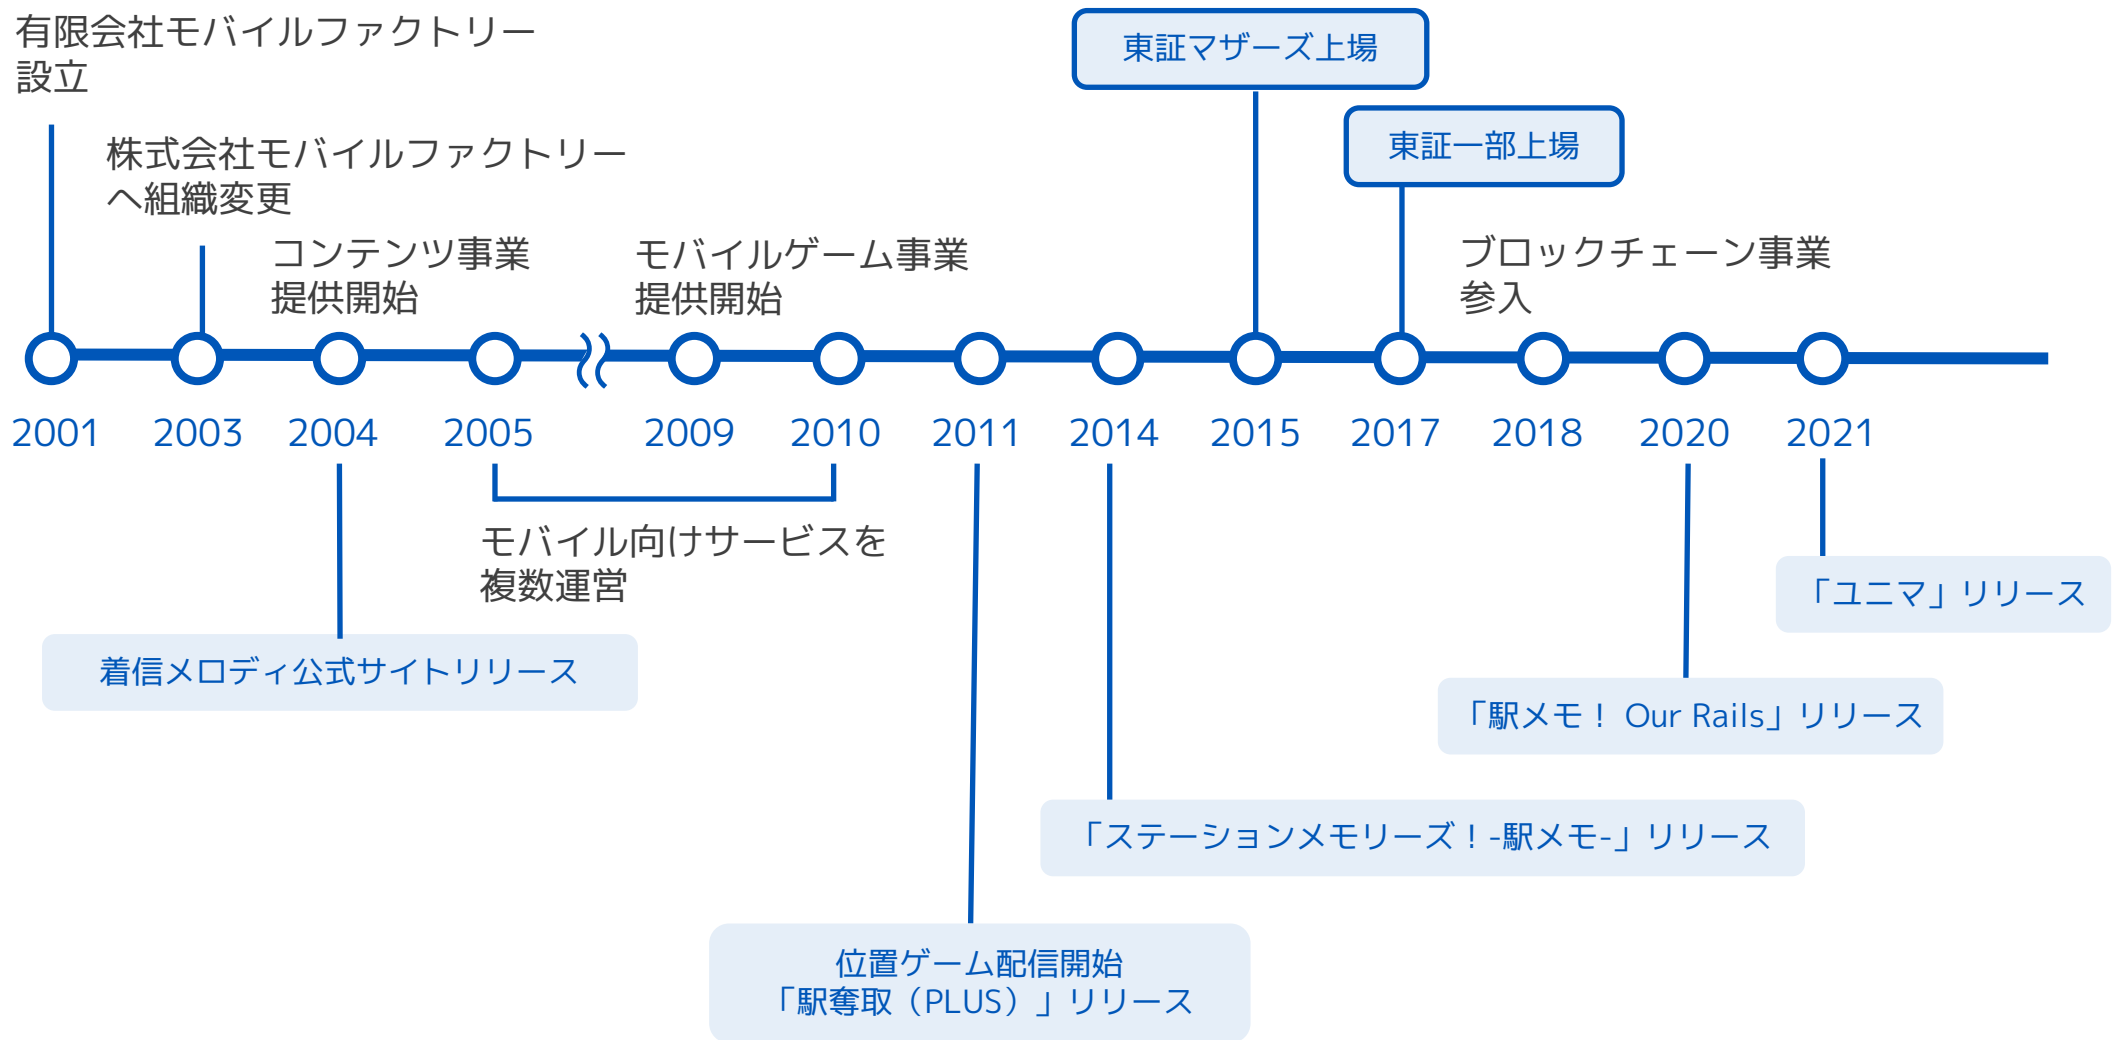 有限会社モバイルファクトリー
設立
株式会社モバイルファクトリー
へ組織変更
コンテンツ事業
提供開始
モバイルゲーム事業
提供開始
東証マザーズ上場
東証一部上場
ブロックチェーン事業
参入
2001
2003
2004
2005
2009
2010
2011
2014
2015
2017
2018
2020
2021
モバイル向けサービスを
複数運営
着信メロディ公式サイトリリース
「ユニマ」リリース
「駅メモ！ Our Rails」リリース
「ステーションメモリーズ！-駅メモ-」リリース
位置ゲーム配信開始
「駅奪取（PLUS）」リリース